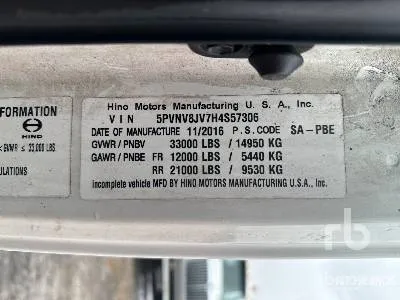 FORMATION
HINO
< GVWR ≤ 33,000 LBS
ULATIONS
Hino Motors Manufacturing U. S. A., Inc.
V I N 5PVNV8JV7H4S57306
DATE OF MANUFACTURE 11/2016 P.S. CODE SA-PBE
GVWR / PNBV 33000 LBS / 14950 KG
GAWR / PNBE FR 12000 LBS / 5440 KG
RR 21000 LBS / 9530 KG
incomplete vehicle MFD BY HINO MOTORS MANUFACTURING U.S.A., Inc.
rb